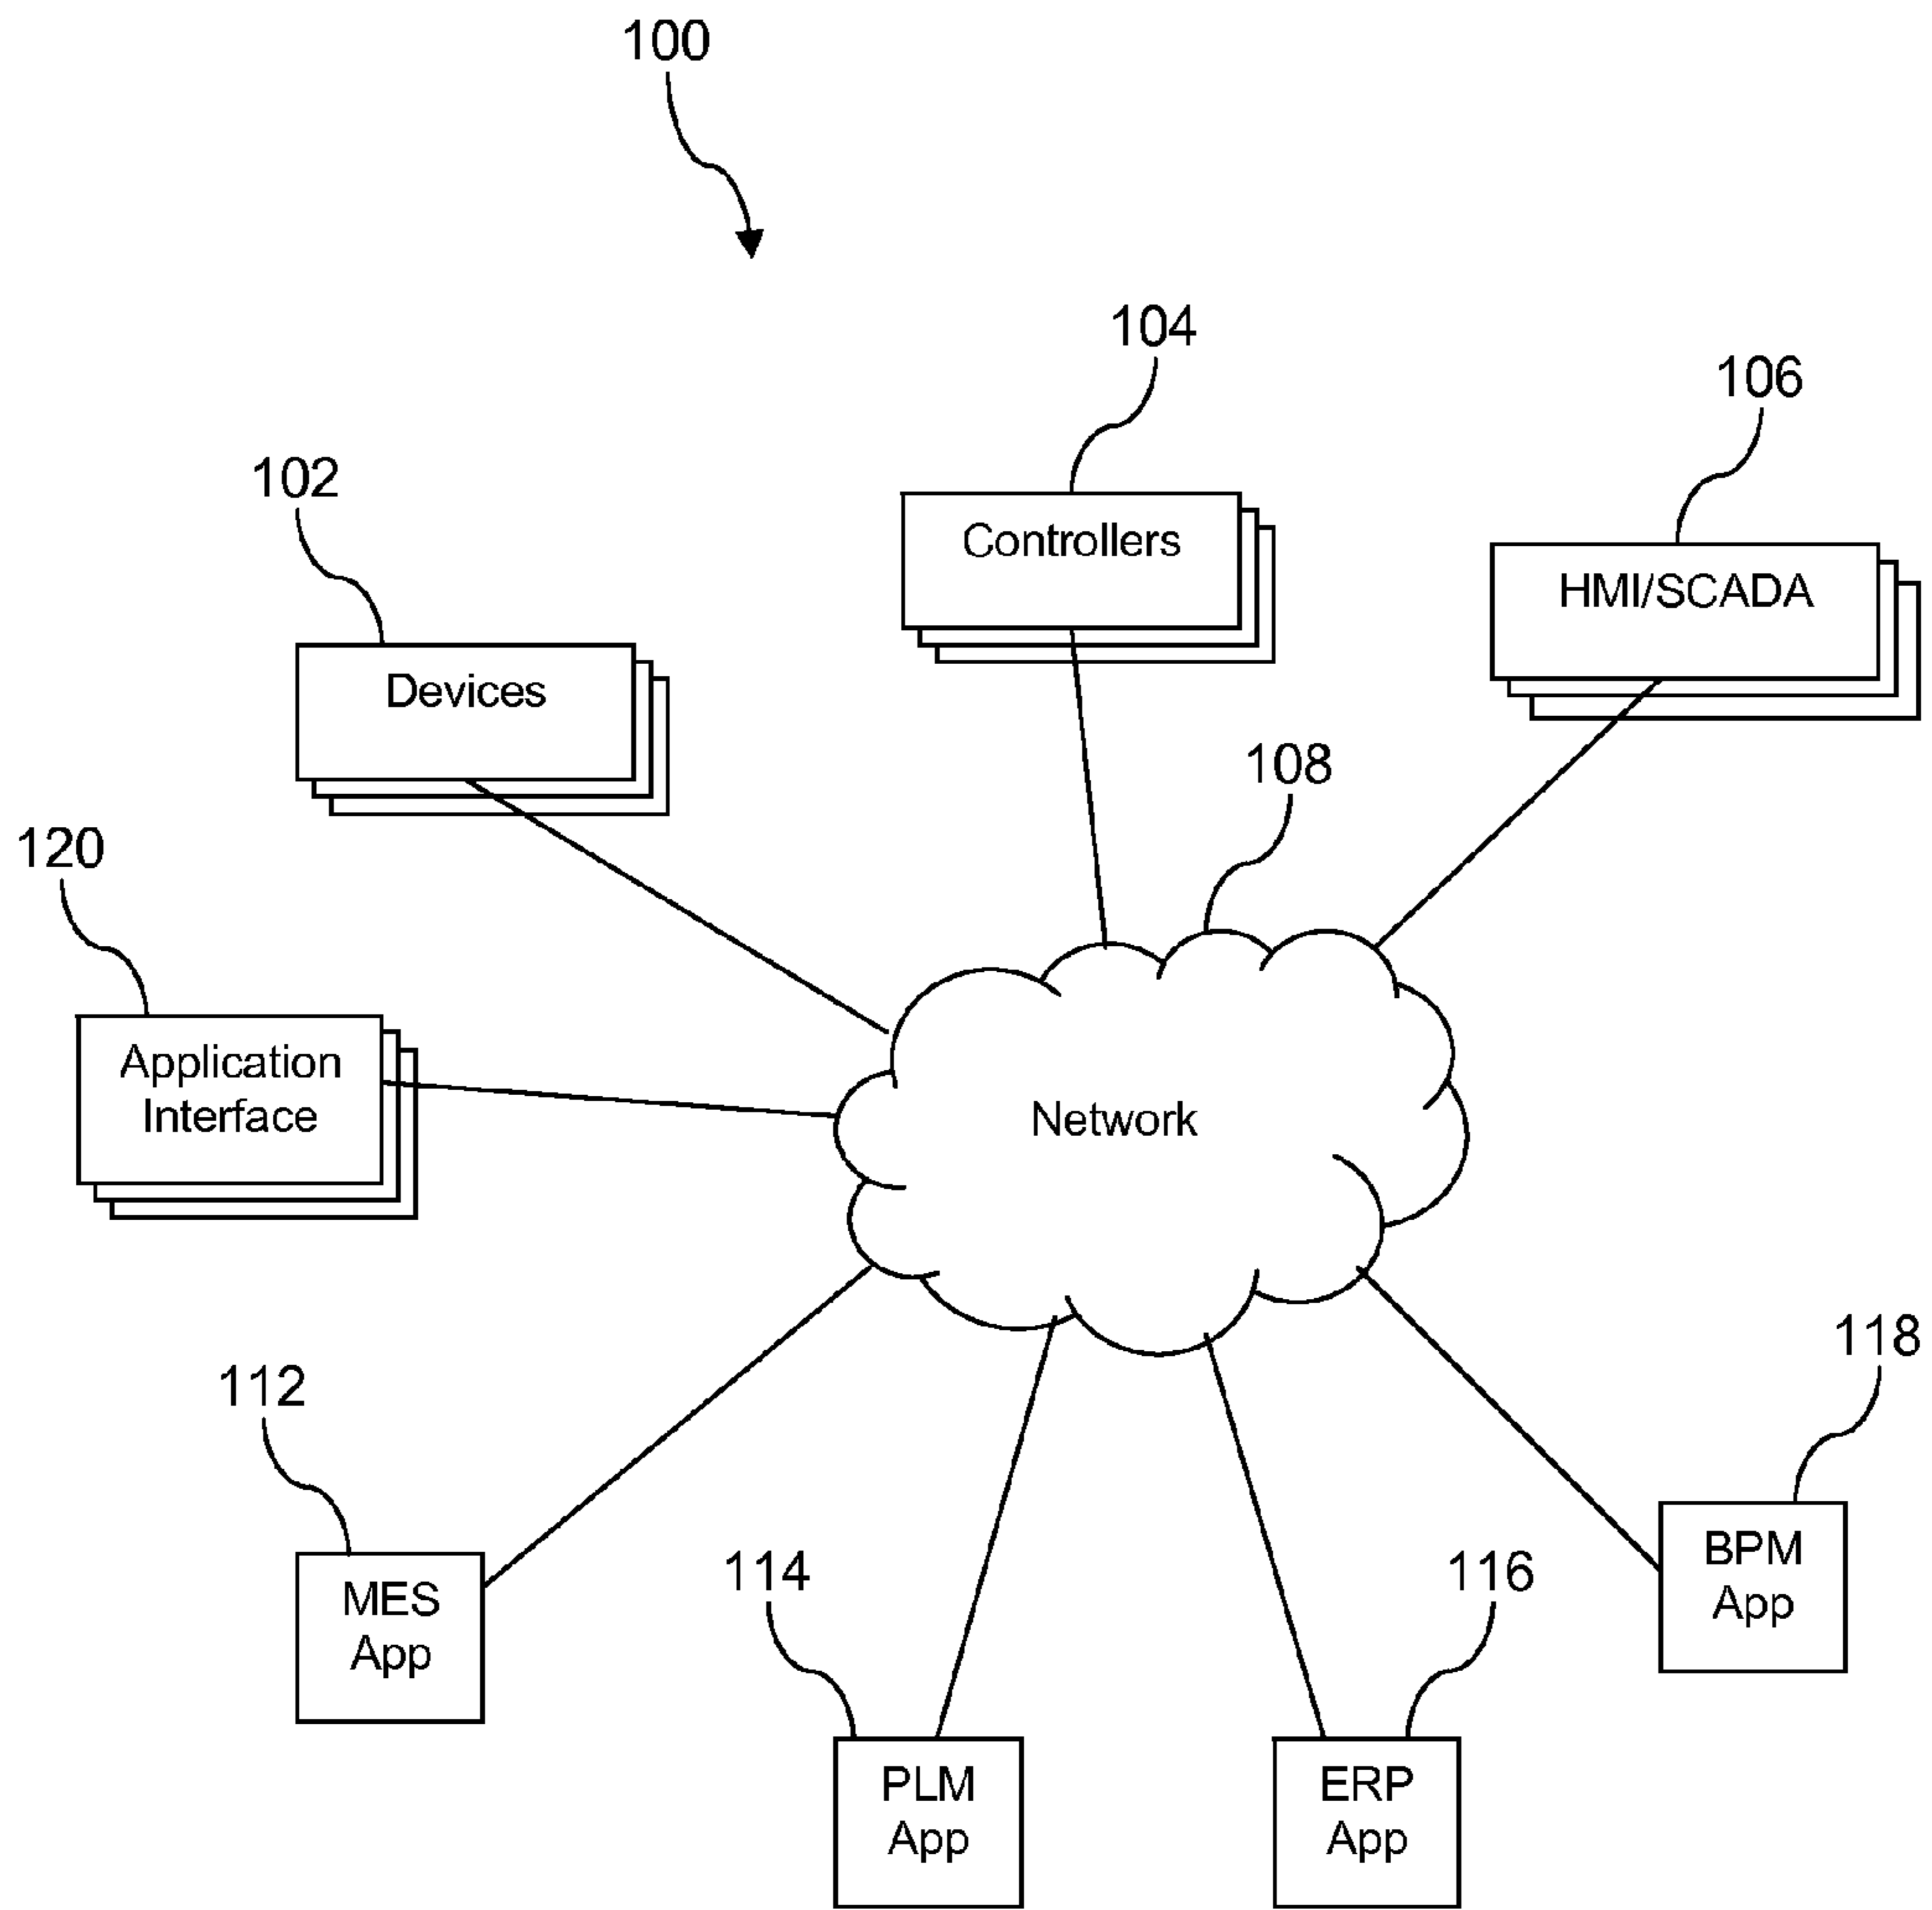 100
104
106
102
Controllers
HMI/SCADA
Devices
108
120
Application
Interface
Network
118
112
BPM
App
114
116
MES
App
PLM
App
ERP
App